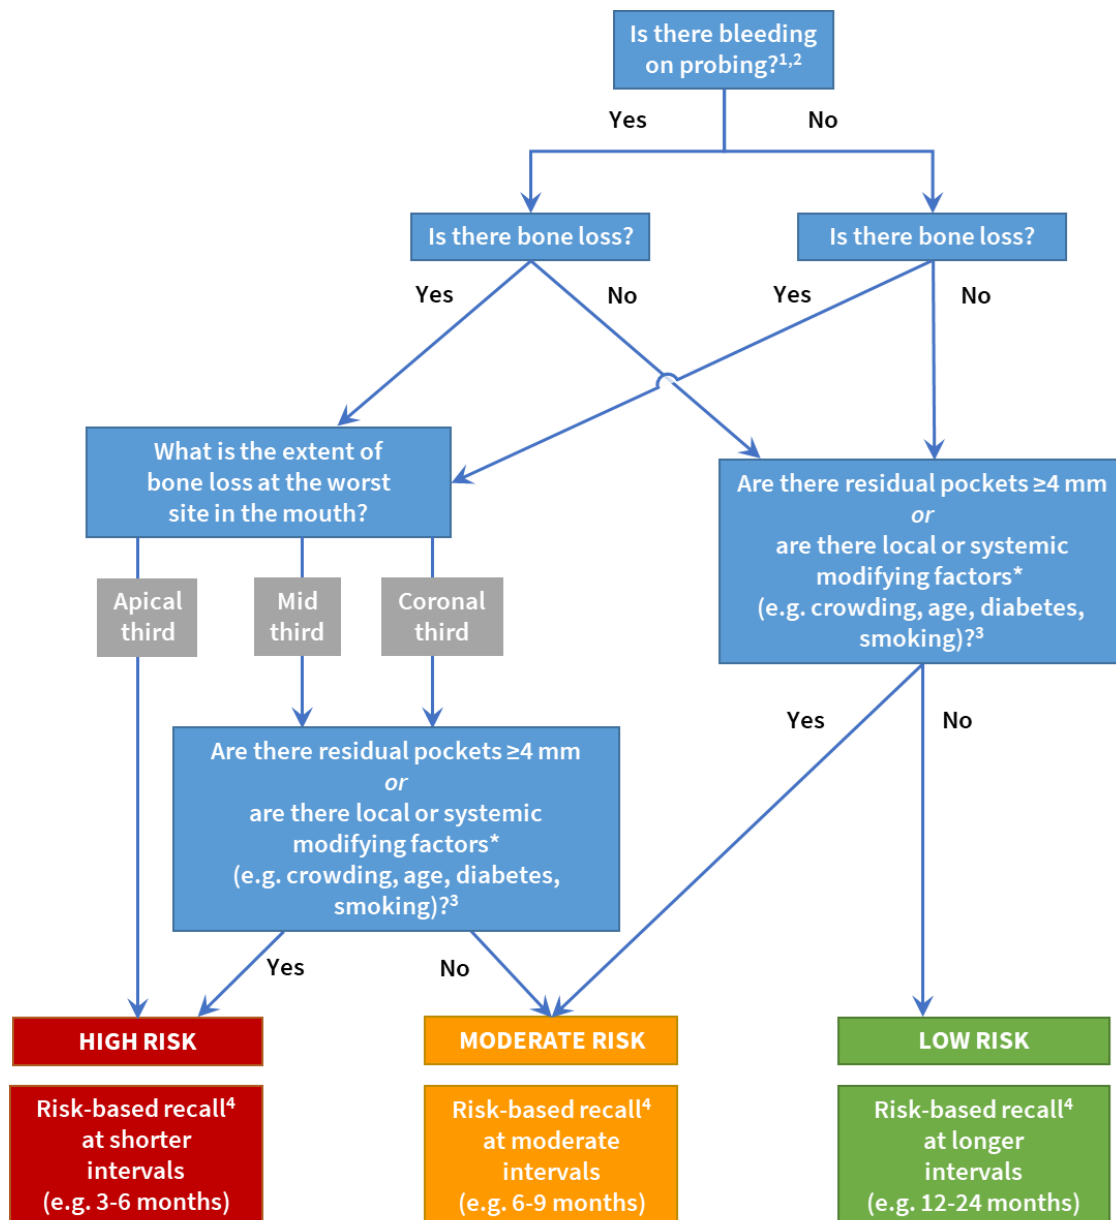 Is there bleeding
on probing?1,2
Yes
No
Is there bone loss?
Is there bone loss?
Yes
No
Yes
No
What is the extent of
bone loss at the worst
site in the mouth?
Are there residual pockets ≥4 mm
or
are there local or systemic
modifying factors*
(e.g. crowding, age, diabetes,
smoking)?3
Apical
third
Mid
third
Coronal
third
Yes
No
Are there residual pockets ≥4 mm
or
are there local or systemic
modifying factors*
(e.g. crowding, age, diabetes,
smoking)?3
Yes
No
HIGH RISK
MODERATE RISK
LOW RISK
Risk-based recall4
at shorter
intervals
(e.g. 3-6 months)
Risk-based recall4
at moderate
intervals
(e.g. 6-9 months)
Risk-based recall4
at longer
intervals
(e.g. 12-24 months)